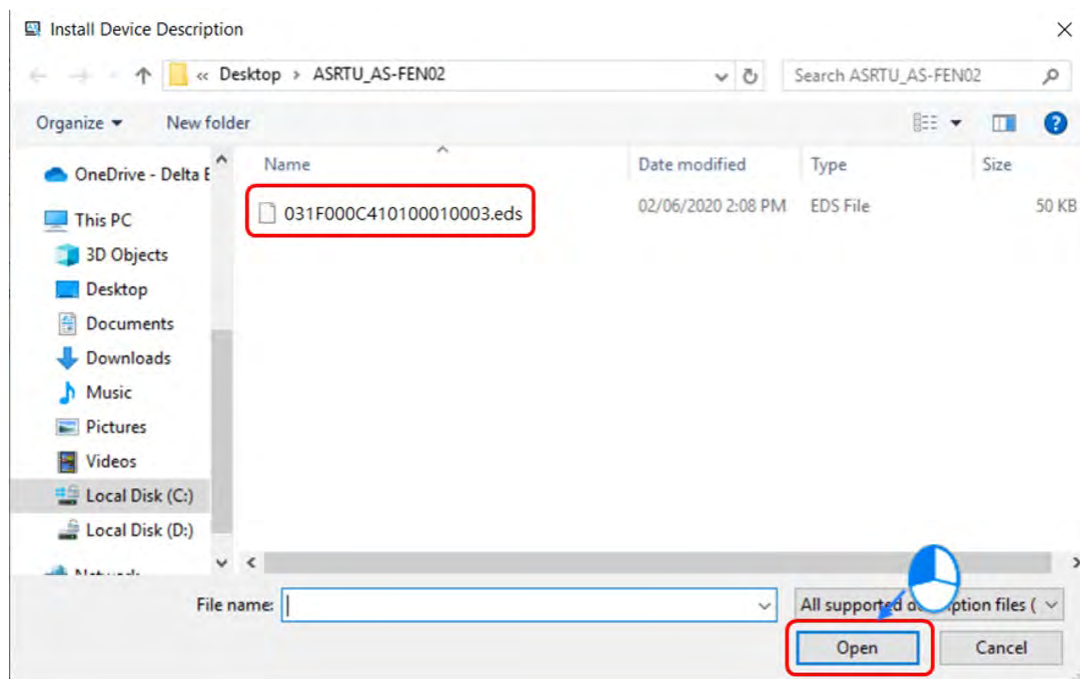 Install Device Description
« Desktop > ASRTU_AS-FEN02
Search ASRTU_AS-FEN02
Organize
New folder
Name
Date modified
Type
Size
031F000C410100010003.eds
02/06/2020 2:08 PM
EDS File
50 KB
OneDrive - Delta E
This PC
3D Objects
Desktop
Documents
Downloads
Music
Pictures
Videos
Local Disk (C:)
Local Disk (D:)
File name:
All supported files (
Open
Cancel